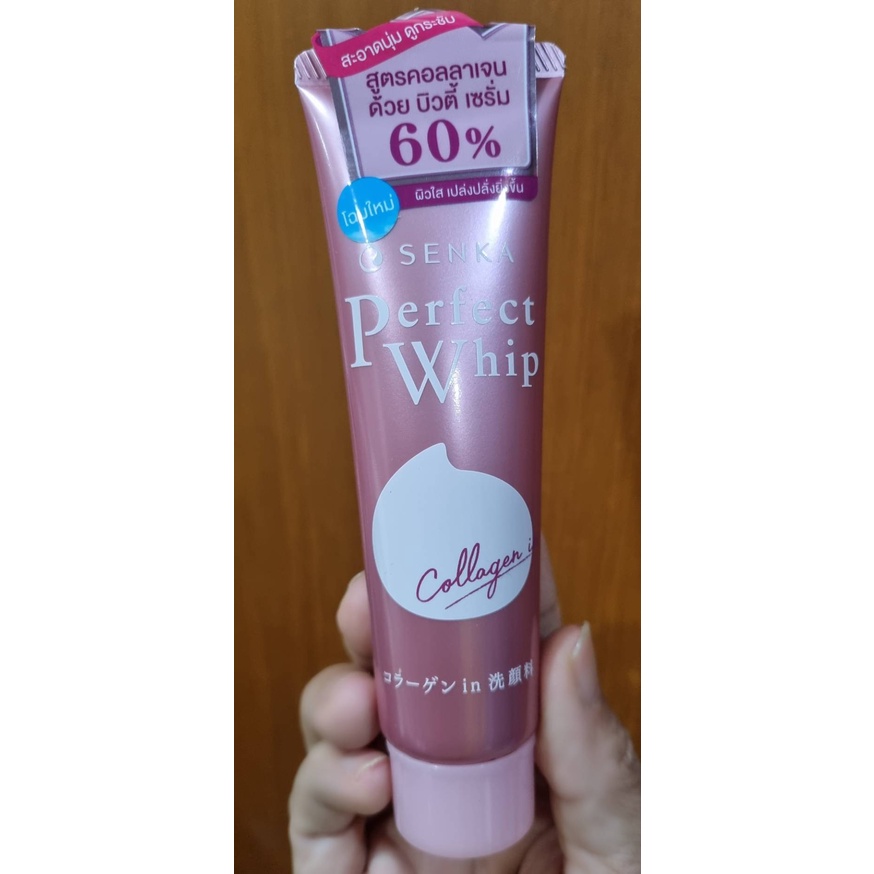 สะอาดนุ่ม ดูกระชับ
สูตรคอลลาเจน
ด้วย บิวตี้ เซรั่ม
60%
ผิวใส เปล่งปลั่งยิ่งขึ้น
โฉมใหม่
SENKA
Perfect
Whip
Collagen i
コラーゲン in 洗顔料